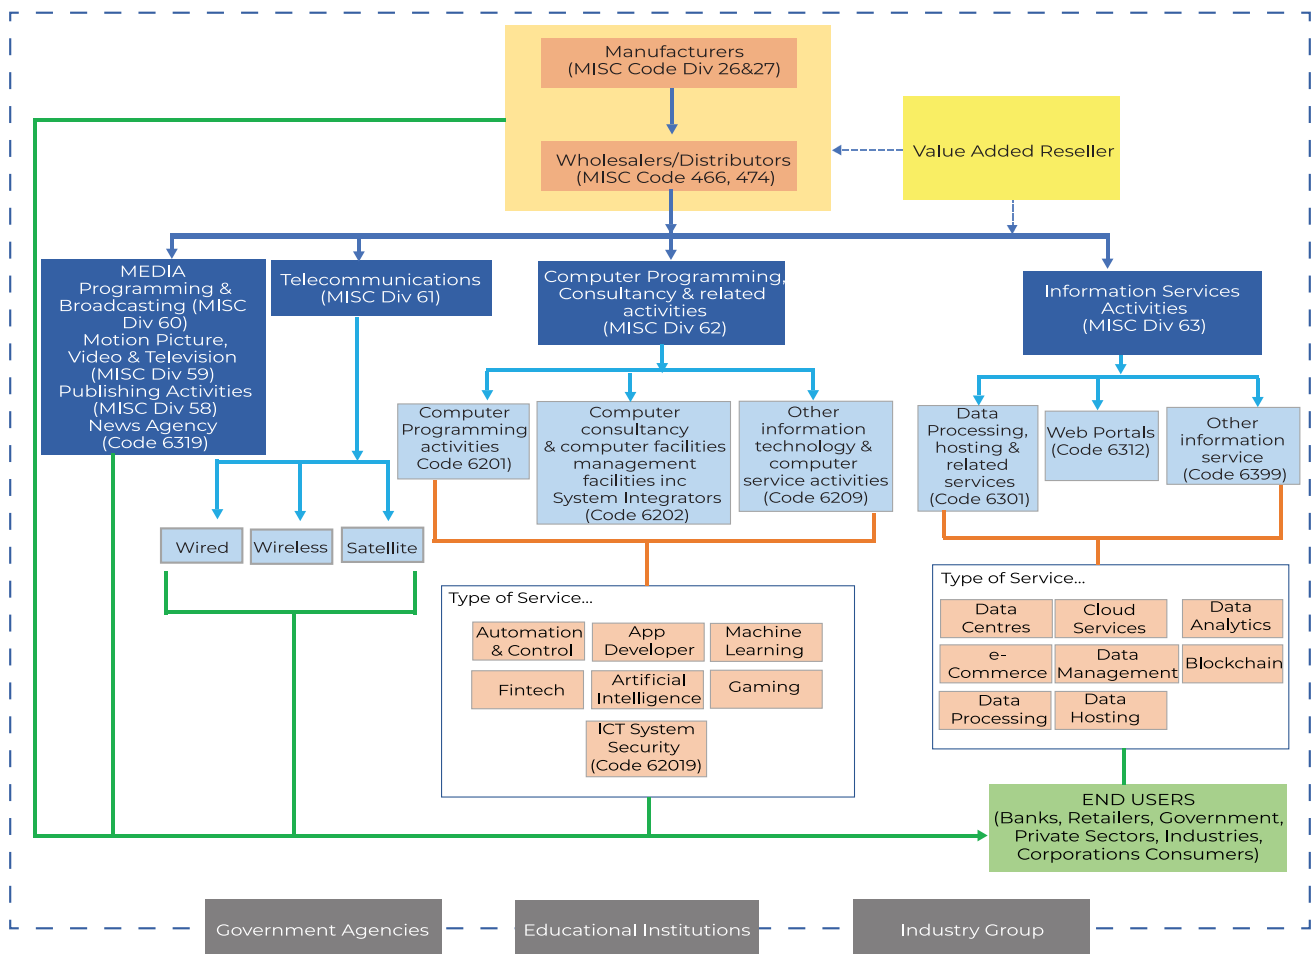 Manufacturers
(MISC Code Div 26&27)
Wholesalers/Distributors
(MISC Code 466, 474)
Value Added Reseller
MEDIA
Programming &
Broadcasting (MISC
Div 60)
Motion Picture,
Video & Television
(MISC Div 59)
Publishing Activities
(MISC Div 58)
News Agency
(Code 6319)
Telecommunications
(MISC Div 61)
Computer Programming,
Consultancy & related
activities
(MISC Div 62)
Information Services
Activities
(MISC Div 63)
Computer
Programming
activities
Code 6201)
Computer
consultancy
& computer facilities
management
facilities inc
System Integrators
(Code 6202)
Other
information
technology &
computer
service activities
(Code 6209)
Data
Processing,
hosting &
related
services
(Code 6301)
Web Portals
(Code 6312)
Other
information
service
(Code 6399)
Wired
Wireless
Satellite
Type of Service...
Automation
& Control
App
Developer
Machine
Learning
Fintech
Artificial
Intelligence
Gaming
ICT System
Security
(Code 62019)
Type of Service...
Data
Centres
Cloud
Services
Data
Analytics
e-
Commerce
Data
Management
Blockchain
Data
Processing
Data
Hosting
END USERS
(Banks, Retailers, Government,
Private Sectors, Industries,
Corporations Consumers)
Government Agencies
Educational Institutions
Industry Group